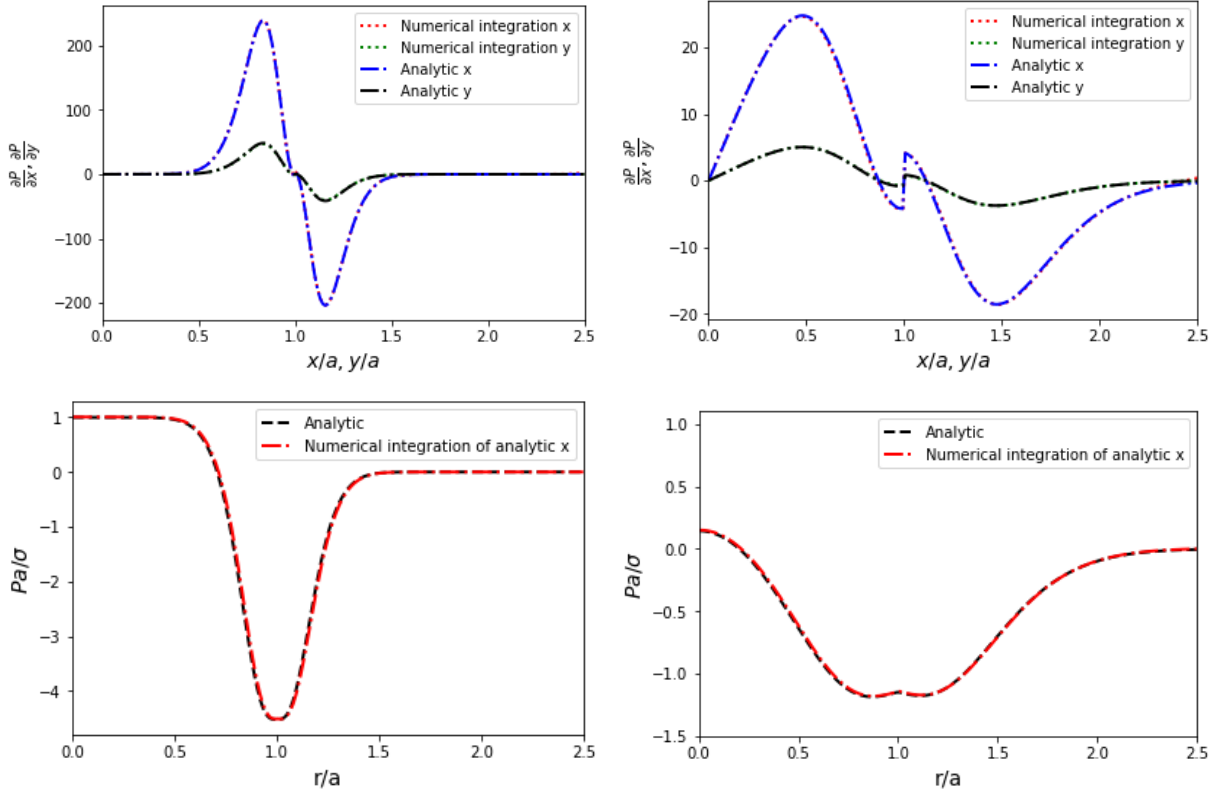 Numerical integration x
Numerical integration y
Analytic x
Analytic y
200
100
0
−100
−200
∂P/∂x, ∂P/∂y
0.0 0.5 1.0 1.5 2.0 2.5
x/a, y/a
Numerical integration x
Numerical integration y
Analytic x
Analytic y
20
10
0
−10
−20
∂P/∂x, ∂P/∂y
0.0 0.5 1.0 1.5 2.0 2.5
x/a, y/a
Analytic
Numerical integration of analytic x
1
0
−1
−2
−3
−4
Pa/σ
0.0 0.5 1.0 1.5 2.0 2.5
r/a
Analytic
Numerical integration of analytic x
1.0
0.5
0.0
−0.5
−1.0
−1.5
Pa/σ
0.0 0.5 1.0 1.5 2.0 2.5
r/a